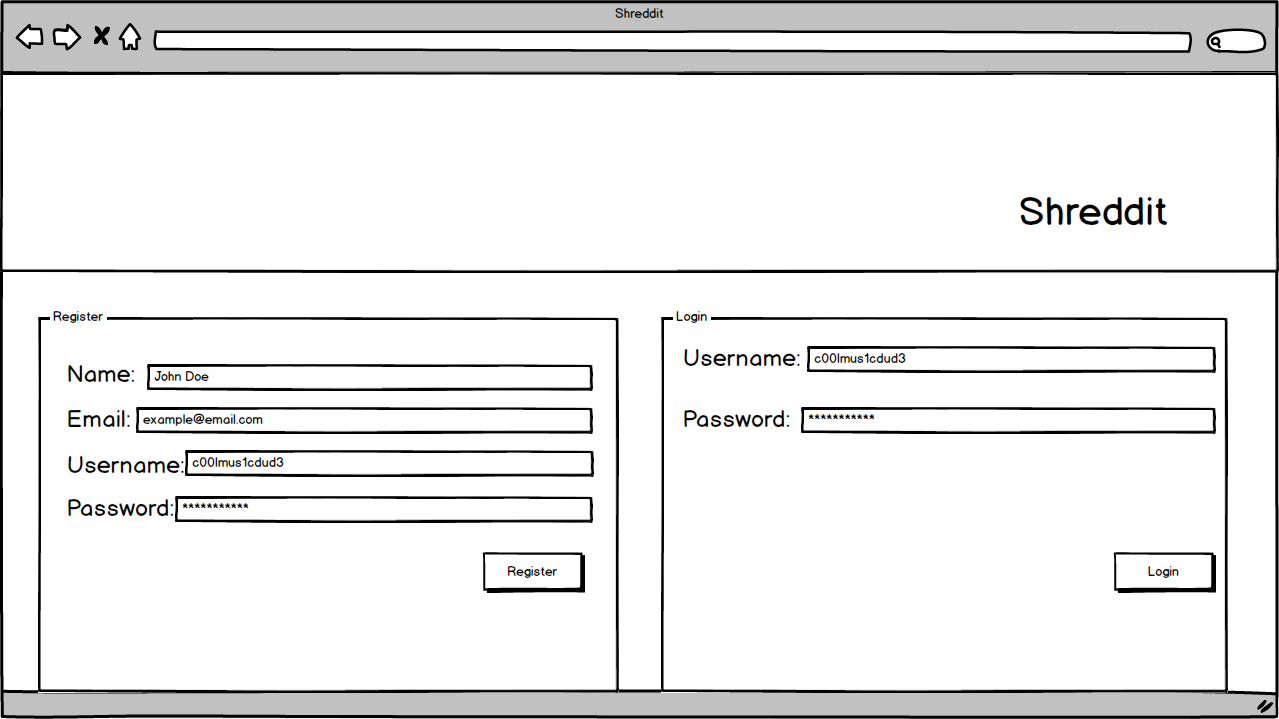 Shreddit
Shreddit
Register
Name: John Doe
Email: example@email.com
Username: c00lmus1cdud3
Password: ***********
Register
Login
Username: c00lmus1cdud3
Password: ***********
Login